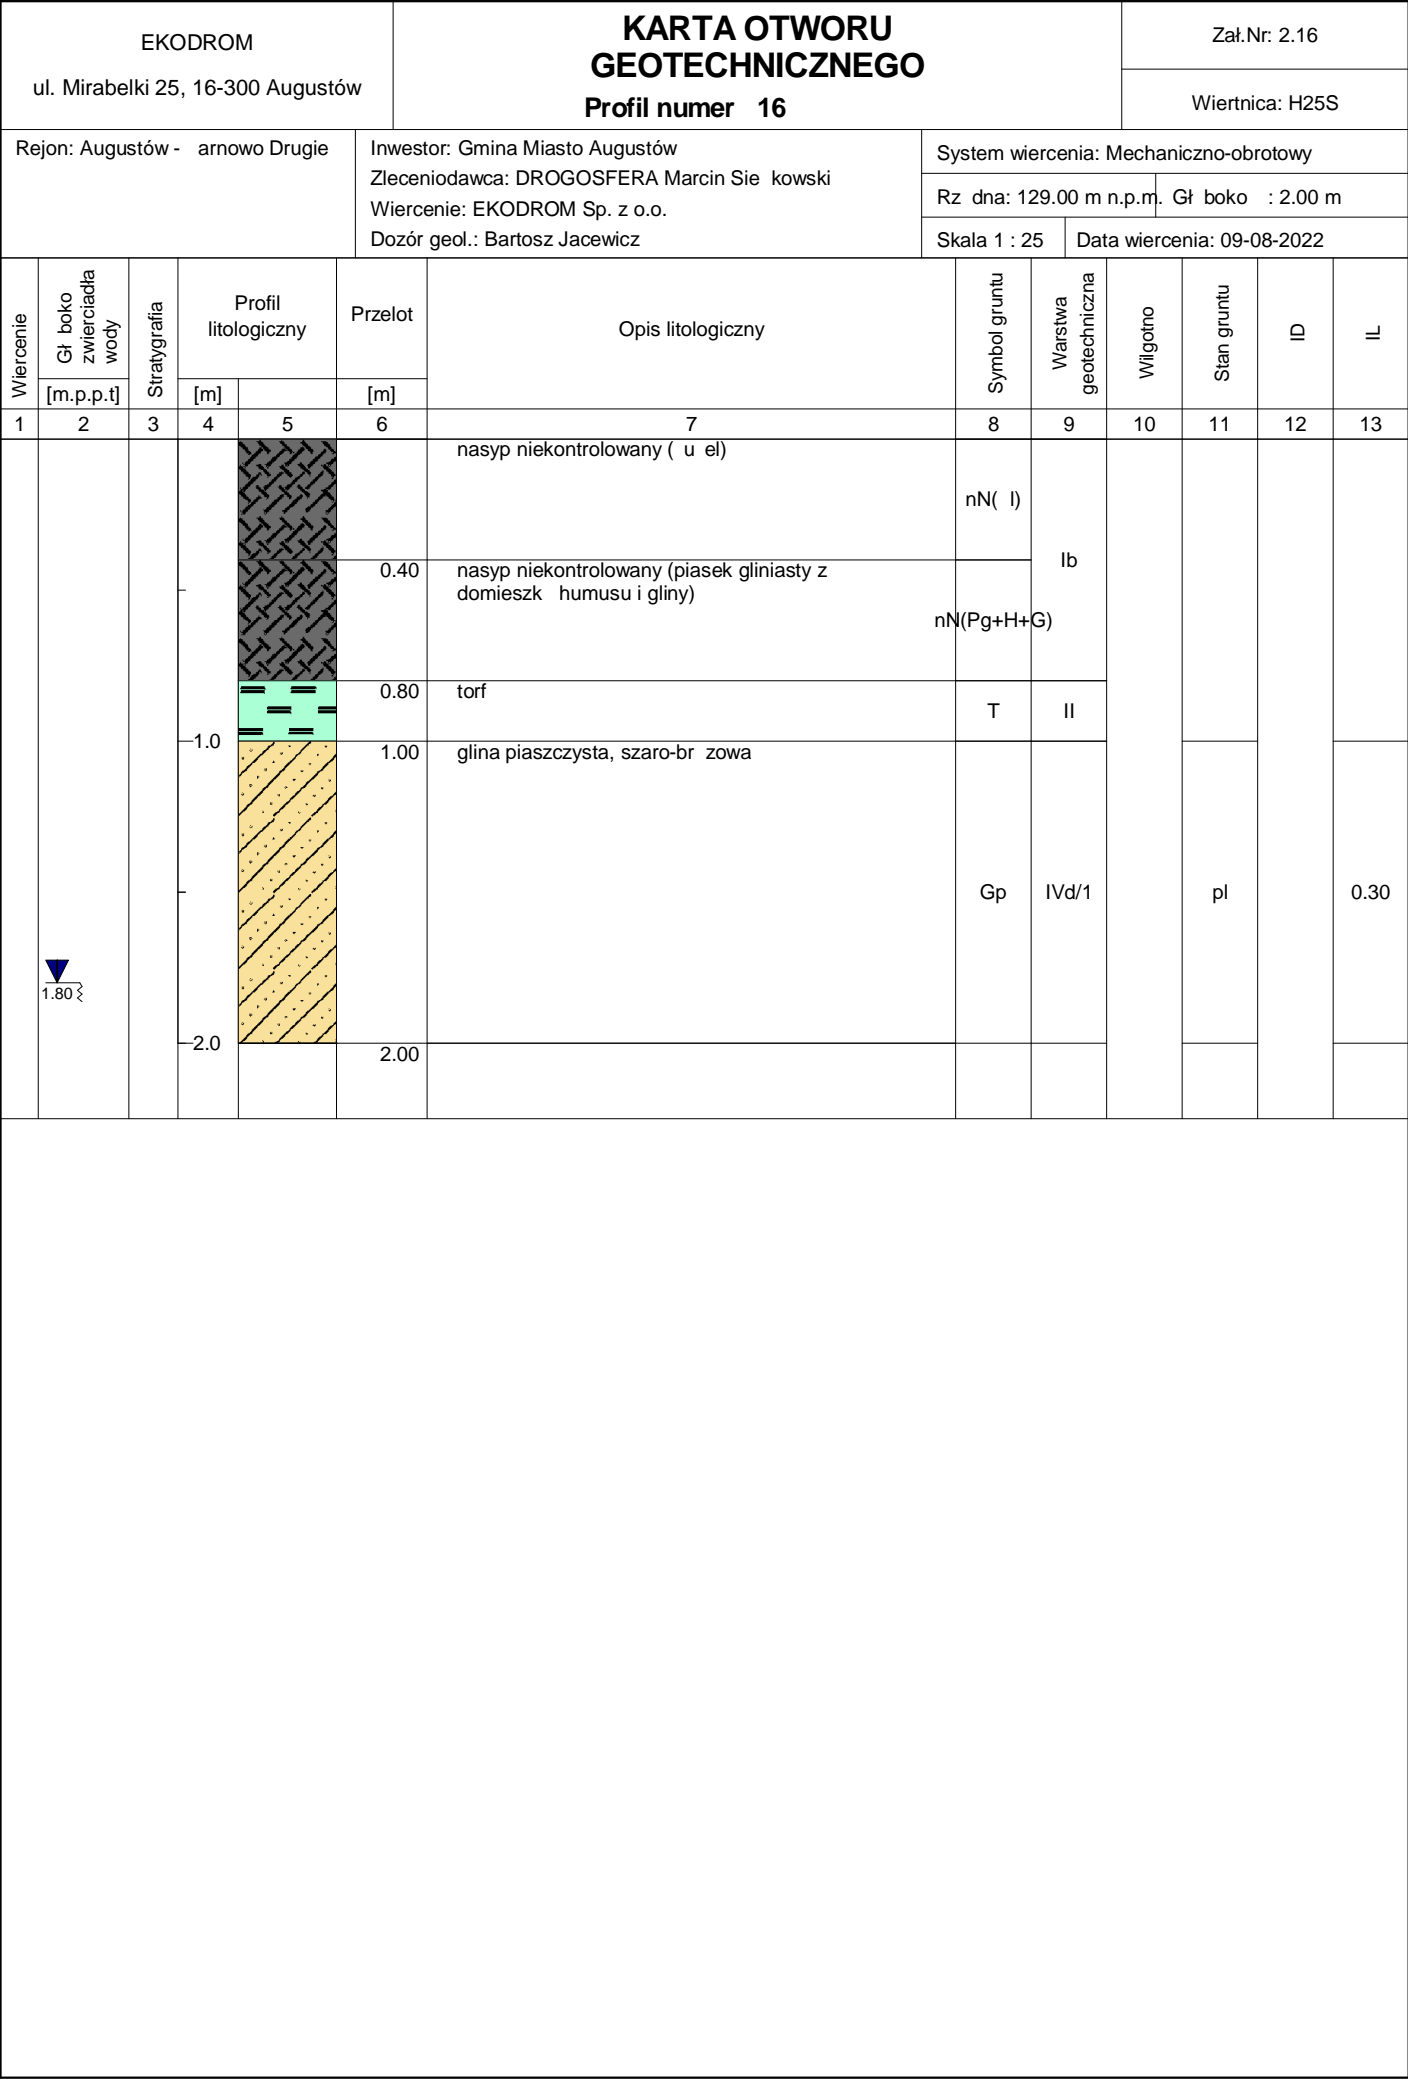 EKODROM
ul. Mirabelki 25, 16-300 Augustów
KARTA OTWORU
GEOTECHNICZNEGO
Profil numer 16
Zał.Nr: 2.16
Wiertnica: H25S
Rejon: Augustów - arnowo Drugie
Inwestor: Gmina Miasto Augustów
Zleceniodawca: DROGOSFERA Marcin Sie kowski
Wiercenie: EKODROM Sp. z o.o.
Dozór geol.: Bartosz Jacewicz
System wiercenia: Mechaniczno-obrotowy
Rz dna: 129.00 m n.p.m. Gł boko : 2.00 m
Skala 1 : 25 Data wiercenia: 09-08-2022
Wiercenie
Gł boko
zwierciadła
wody
[m.p.p.t]
Stratygrafia
Profil
litologiczny
[m]
Przelot
[m]
Opis litologiczny
Symbol gruntu
Warstwa
geotechniczna
Wilgotno
Stan gruntu
ID
IL
1 2 3 4 5 6 7 8 9 10 11 12 13
nasyp niekontrolowany ( u el)
nN( l)
Ib
0.40 nasyp niekontrolowany (piasek gliniasty z
domieszk humusu i gliny)
nN(Pg+H+G)
0.80 torf
T II
1.0
1.00 glina piaszczysta, szaro-br zowa
Gp IVd/1 pl 0.30
1.80
2.0
2.00